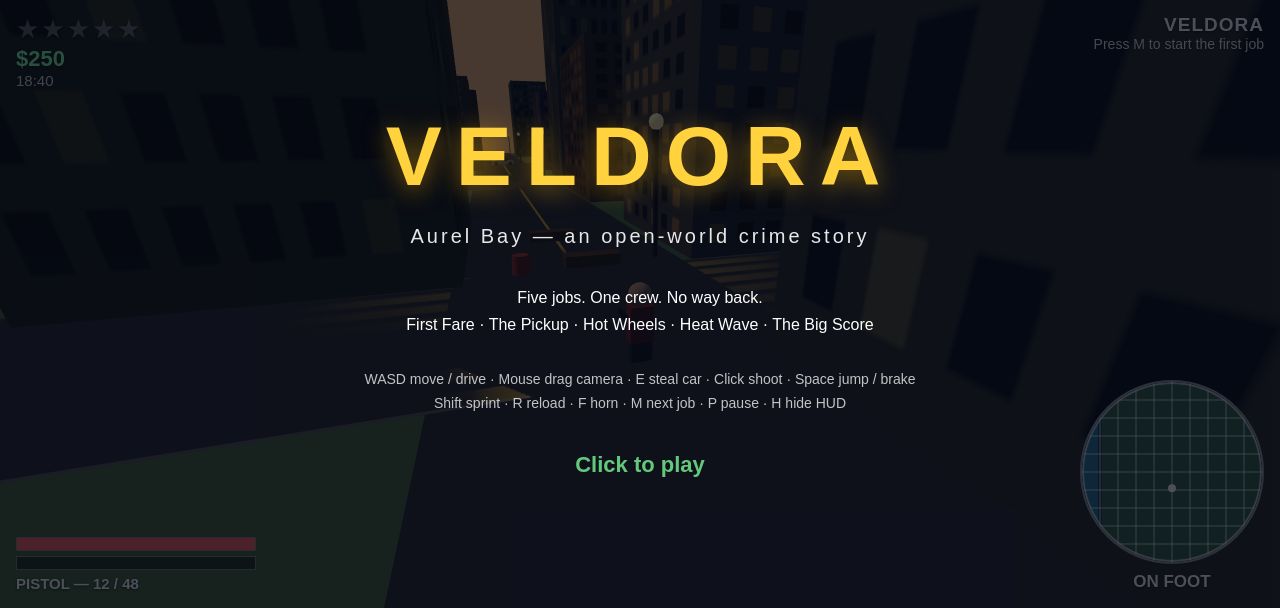 ★★★★★
$250
18:40
VELDORA
Press M to start the first job
VELDORA
Aurel Bay — an open-world crime story
Five jobs. One crew. No way back.
First Fare · The Pickup · Hot Wheels · Heat Wave · The Big Score
WASD move / drive · Mouse drag camera · E steal car · Click shoot · Space jump / brake
Shift sprint · R reload · F horn · M next job · P pause · H hide HUD
Click to play
PISTOL — 12 / 48
ON FOOT